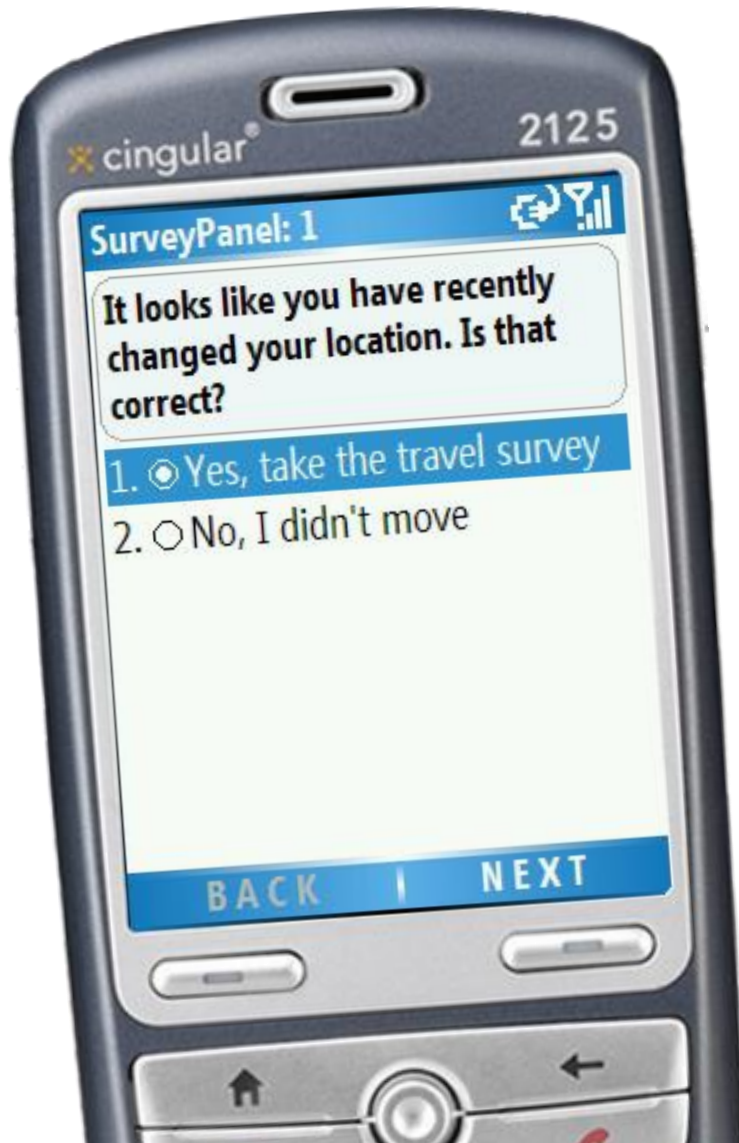 cingular®
2125
SurveyPanel: 1
It looks like you have recently
changed your location. Is that
correct?
1. Yes, take the travel survey
2. No, I didn't move
BACK
NEXT